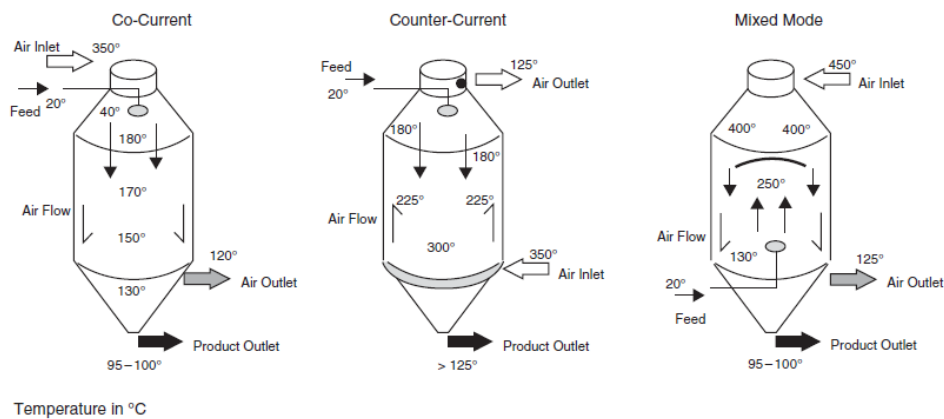 Co-Current
Air Inlet
350°
Feed
20°
40°
180°
170°
Air Flow
150°
120°
Air Outlet
130°
Product Outlet
95–100°
Counter-Current
Feed
20°
125°
Air Outlet
180°
180°
225°
225°
Air Flow
300°
350°
Air Inlet
Product Outlet
> 125°
Mixed Mode
450°
Air Inlet
400°
400°
250°
Air Flow
130°
125°
Air Outlet
20°
Feed
Product Outlet
95–100°
Temperature in °C